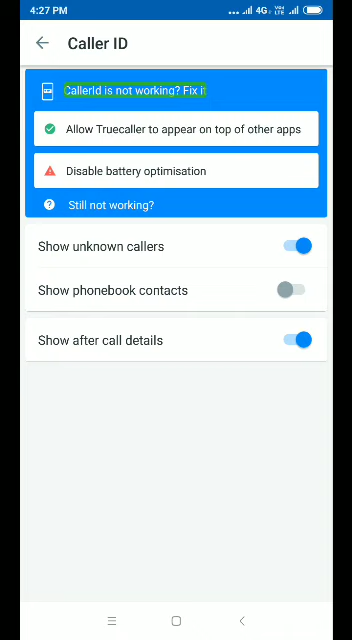 4:27 PM
4G
VoLTE
Caller ID
CallerId is not working? Fix it
Allow Truecaller to appear on top of other apps
Disable battery optimisation
Still not working?
Show unknown callers
Show phonebook contacts
Show after call details